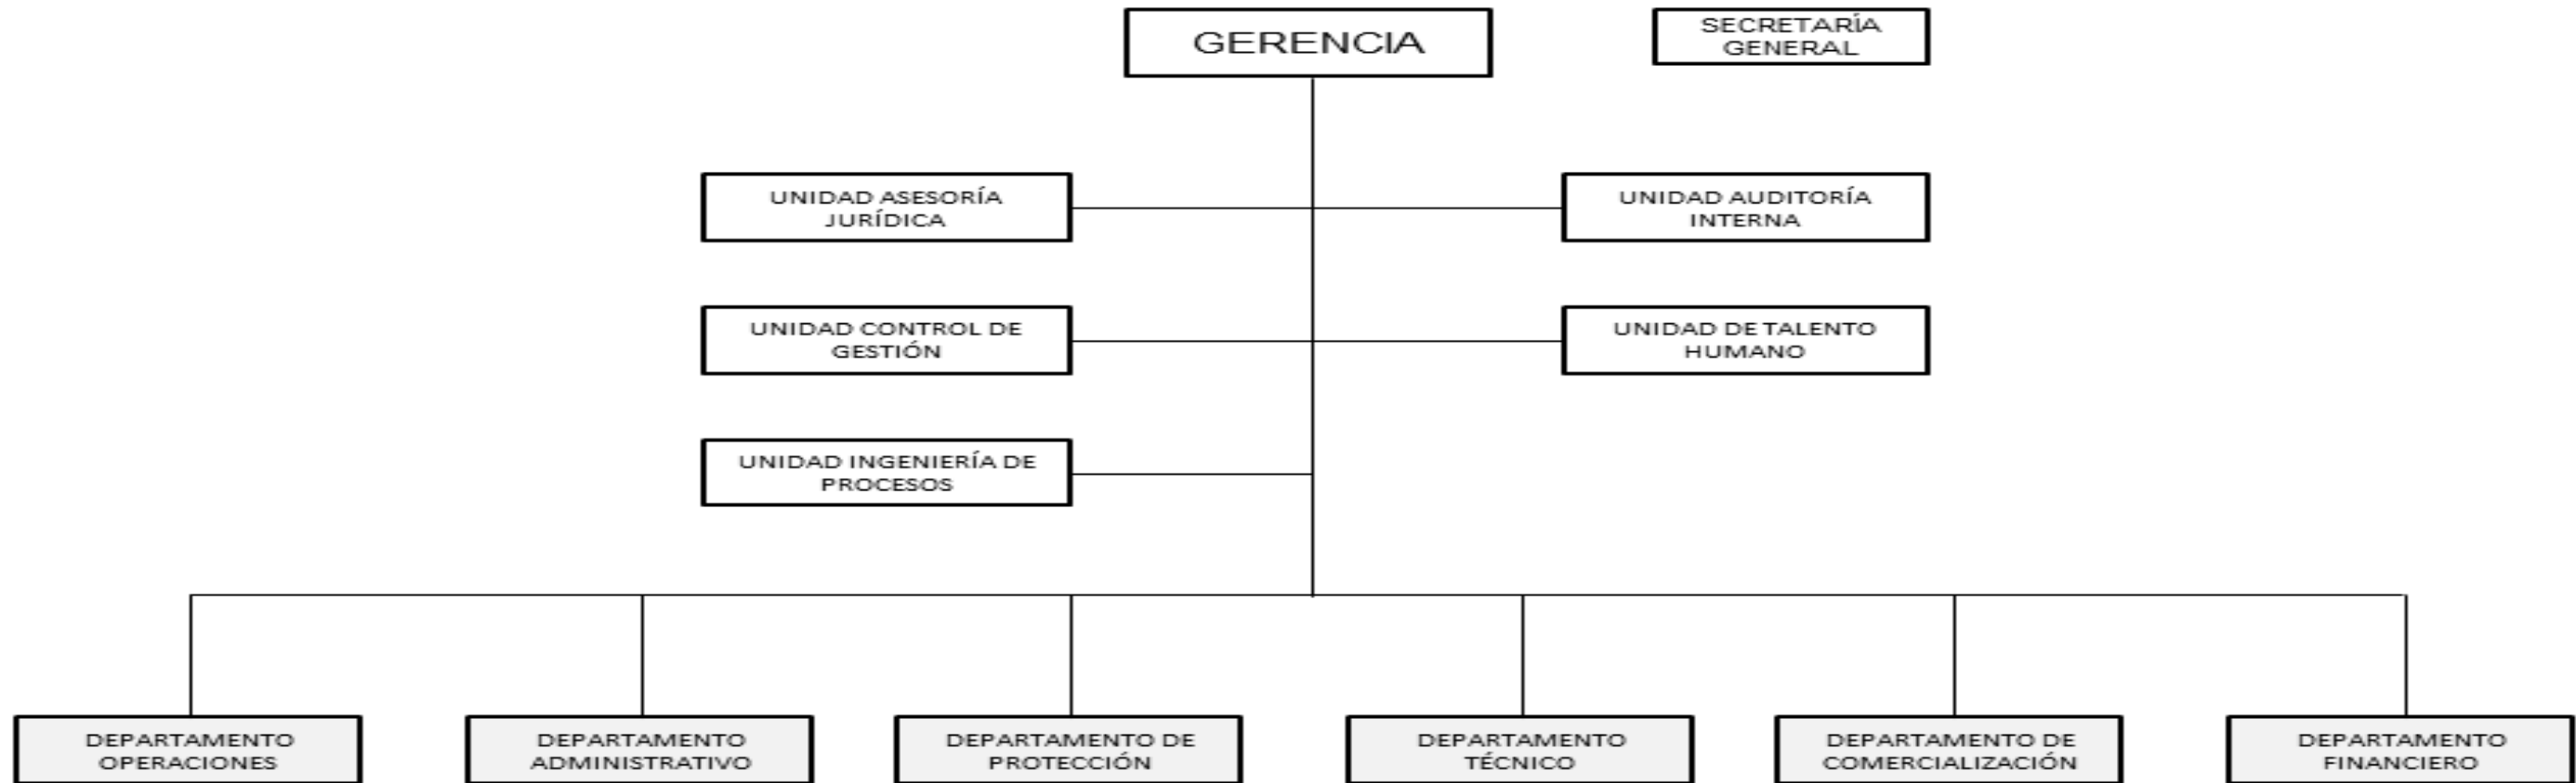 GERENCIA
SECRETARÍA
GENERAL
UNIDAD ASESORÍA
JURÍDICA
UNIDAD AUDITORÍA
INTERNA
UNIDAD CONTROL DE
GESTIÓN
UNIDAD DE TALENTO
HUMANO
UNIDAD INGENIERÍA DE
PROCESOS
DEPARTAMENTO
OPERACIONES
DEPARTAMENTO
ADMINISTRATIVO
DEPARTAMENTO DE
PROTECCIÓN
DEPARTAMENTO
TÉCNICO
DEPARTAMENTO DE
COMERCIALIZACIÓN
DEPARTAMENTO
FINANCIERO